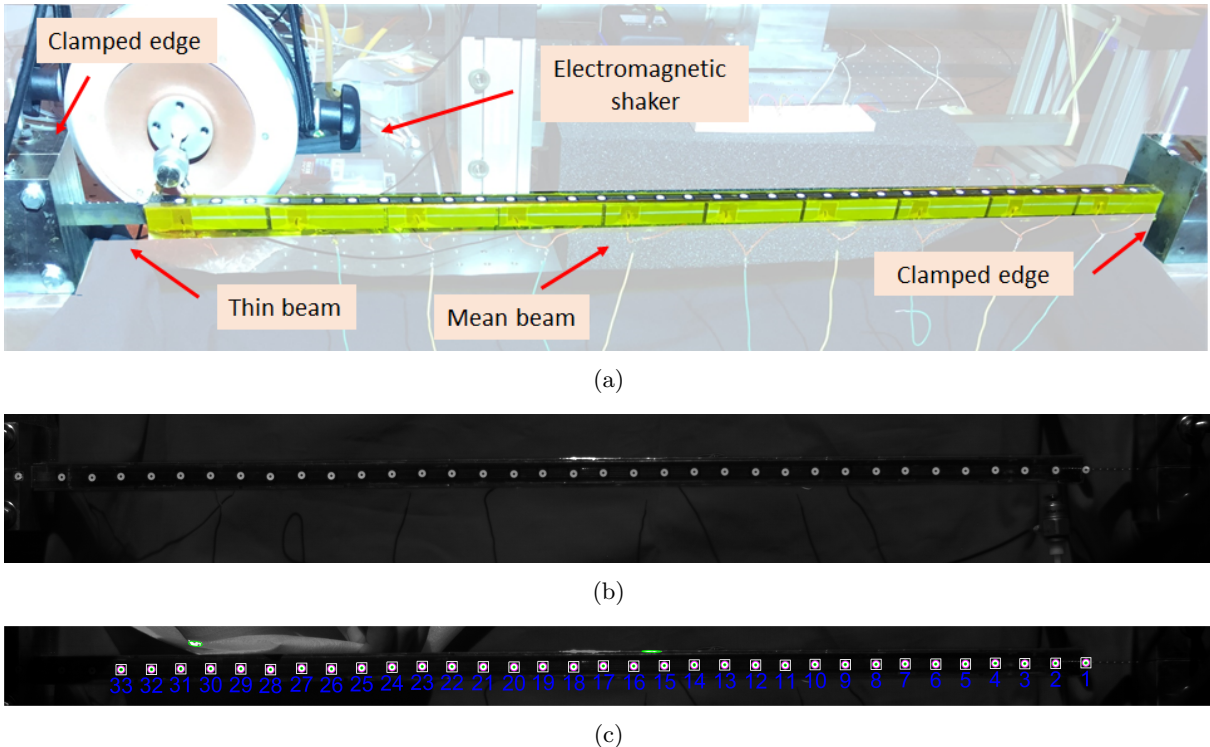 Clamped edge
Electromagnetic
shaker
Thin beam
Mean beam
Clamped edge
(a)
(b)
33 32 31 30 29 28 27 26 25 24 23 22 21 20 19 18 17 16 15 14 13 12 11 10 9 8 7 6 5 4 3 2 1
(c)